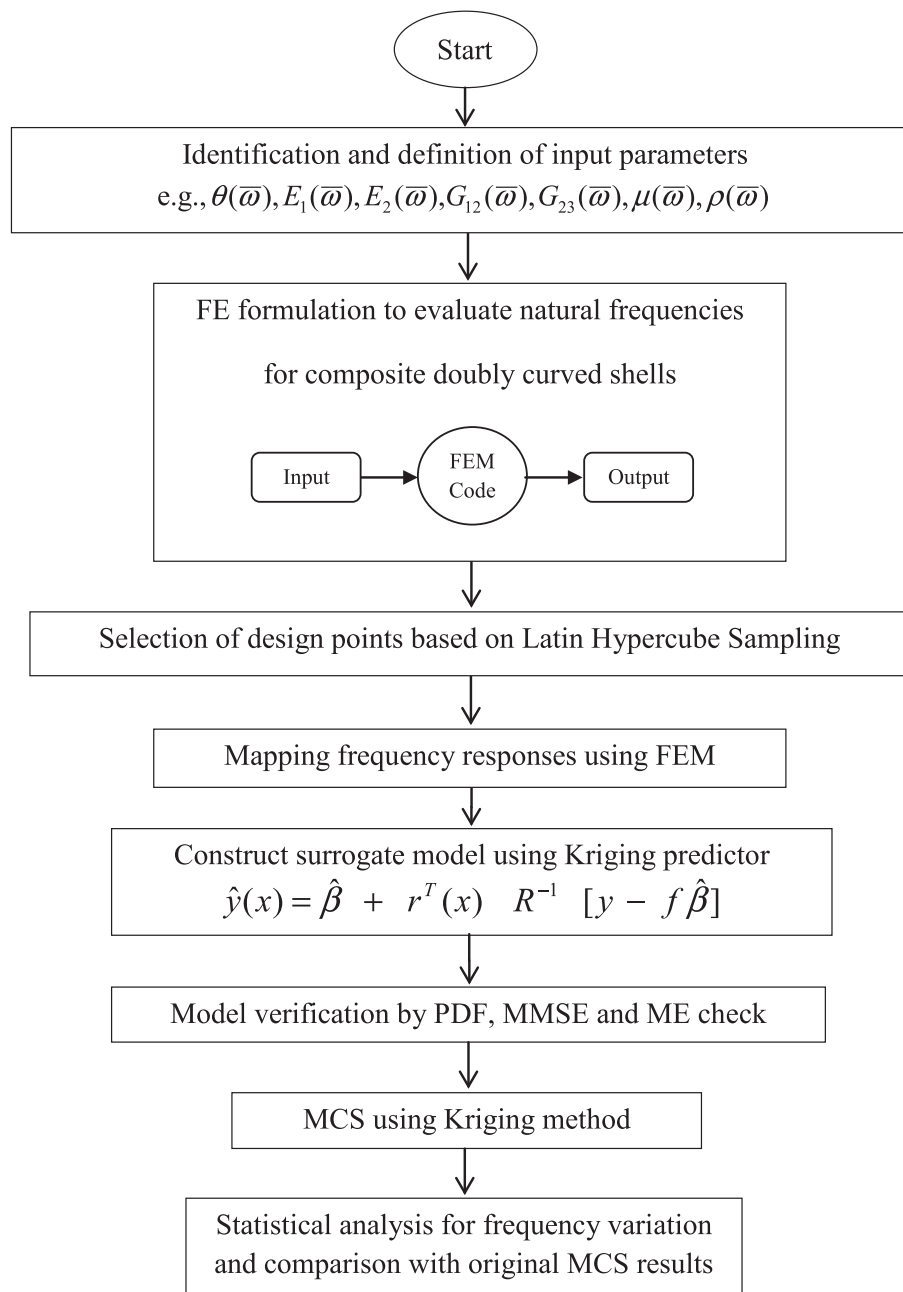 Start
Identification and definition of input parameters
e.g., θ(ω̅), E₁(ω̅), E₂(ω̅), G₁₂(ω̅), G₂₃(ω̅), μ(ω̅), ρ(ω̅)
FE formulation to evaluate natural frequencies
for composite doubly curved shells
Input
FEM
Code
Output
Selection of design points based on Latin Hypercube Sampling
Mapping frequency responses using FEM
Construct surrogate model using Kriging predictor
ŷ(x) = β̂ + rᵀ(x) R⁻¹ [y − f β̂]
Model verification by PDF, MMSE and ME check
MCS using Kriging method
Statistical analysis for frequency variation
and comparison with original MCS results